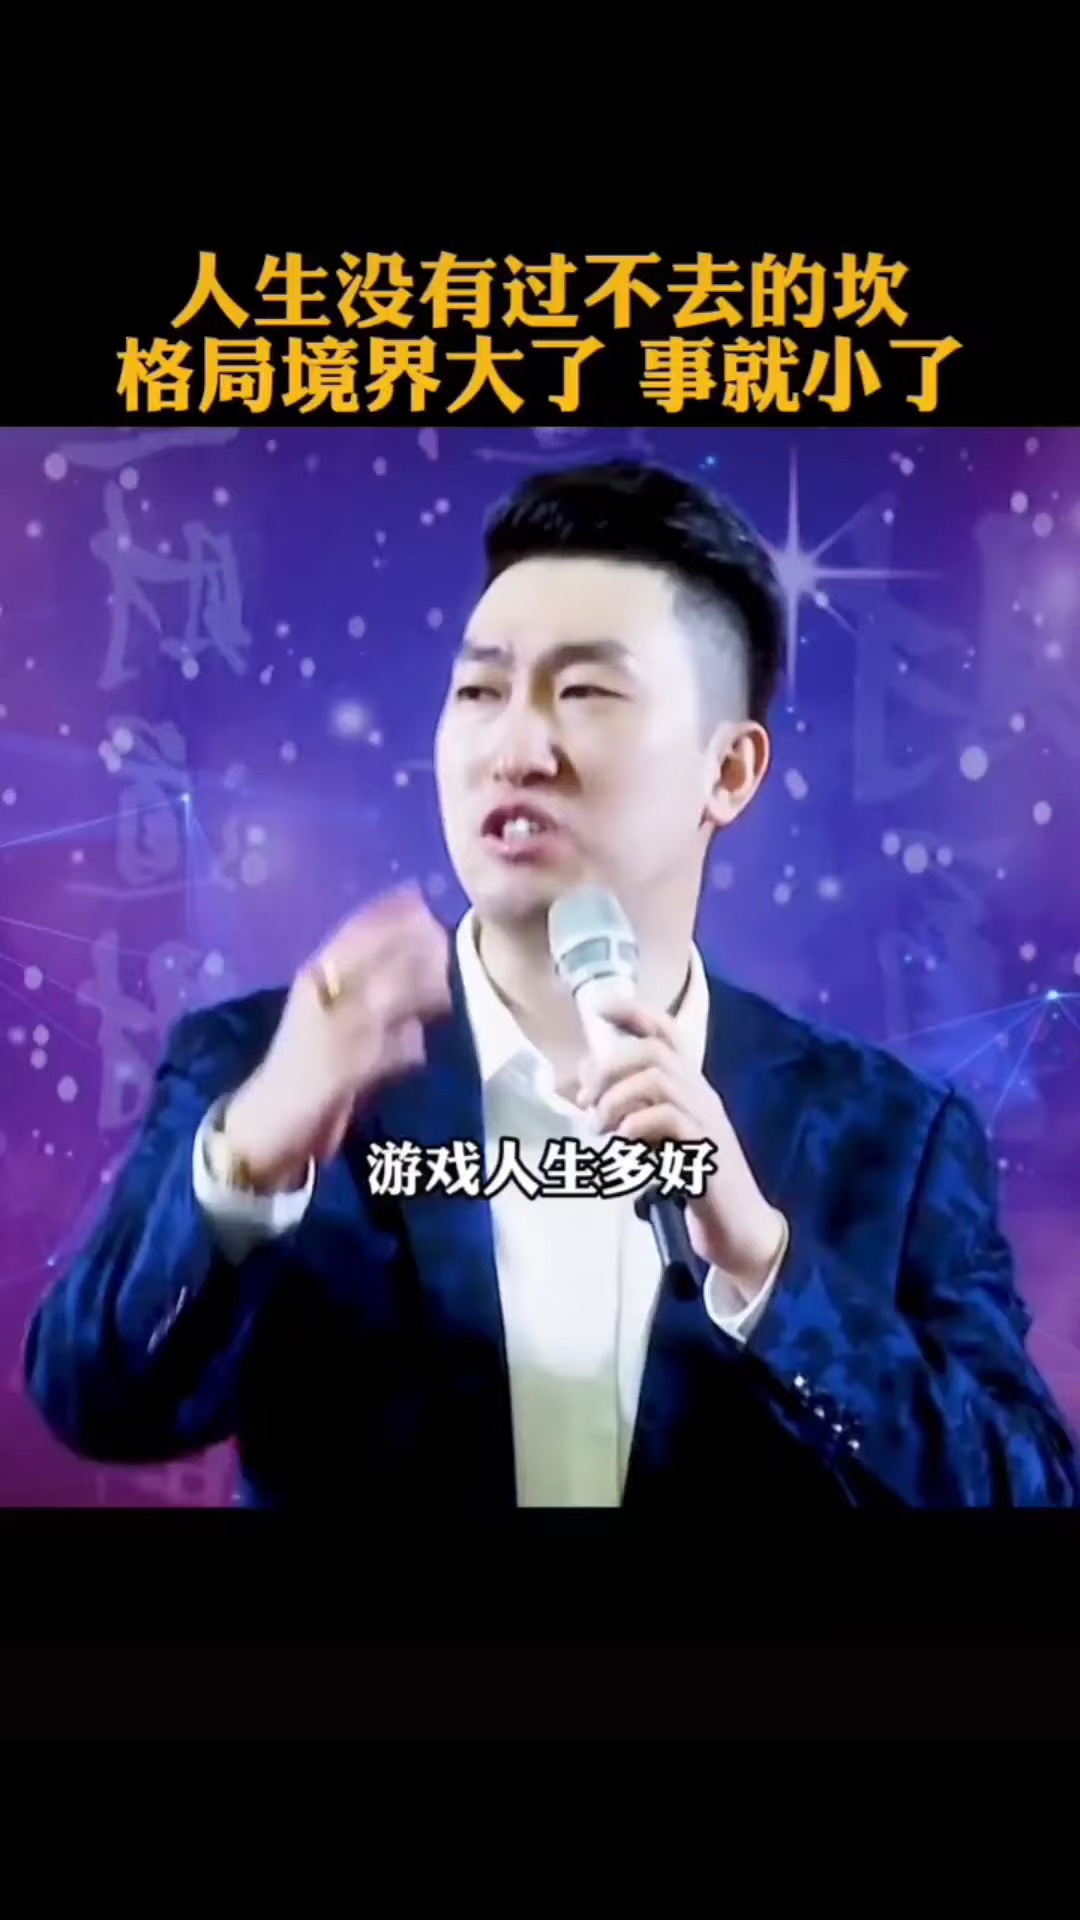 人生没有过不去的坎
格局境界大了 事就小了
游戏人生多好